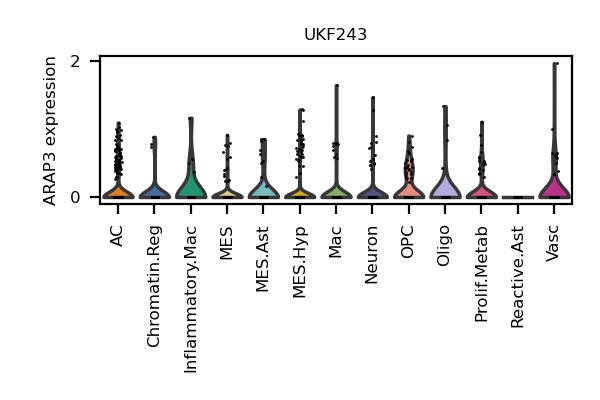 UKF243
ARAP3 expression
2
0
AC
Chromatin.Reg
Inflammatory.Mac
MES
MES.Ast
MES.Hyp
Mac
Neuron
OPC
Oligo
Prolif.Metab
Reactive.Ast
Vasc